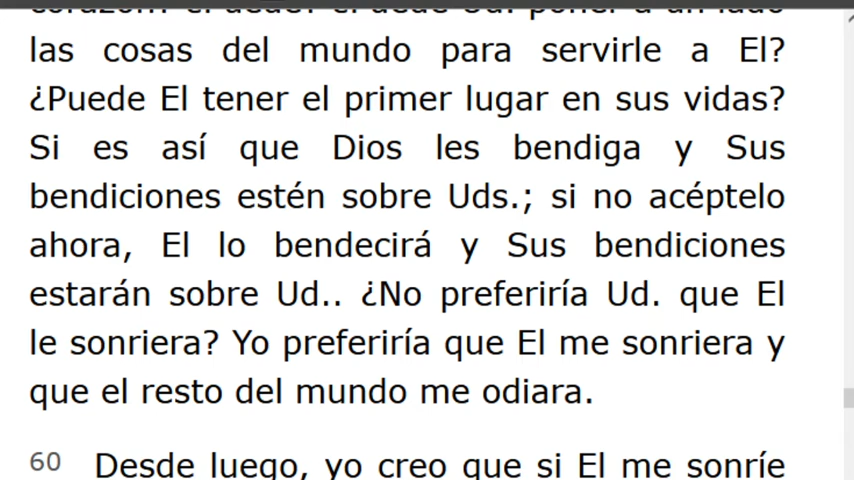 las cosas del mundo para servirle a El?
¿Puede El tener el primer lugar en sus vidas?
Si es así que Dios les bendiga y Sus
bendiciones estén sobre Uds.; si no acéptelo
ahora, El lo bendecirá y Sus bendiciones
estarán sobre Ud.. ¿No preferiría Ud. que El
le sonriera? Yo preferiría que El me sonriera y
que el resto del mundo me odiara.
60 Desde luego, yo creo que si El me sonríe